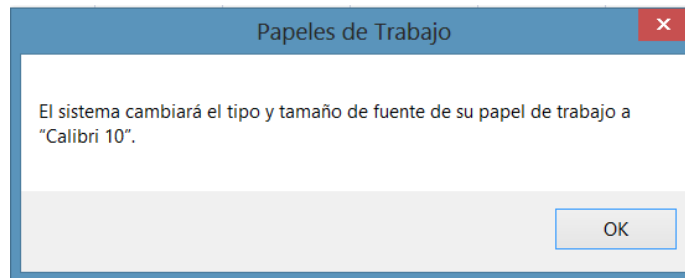 Papeles de Trabajo
El sistema cambiará el tipo y tamaño de fuente de su papel de trabajo a
“Calibri 10”.
OK